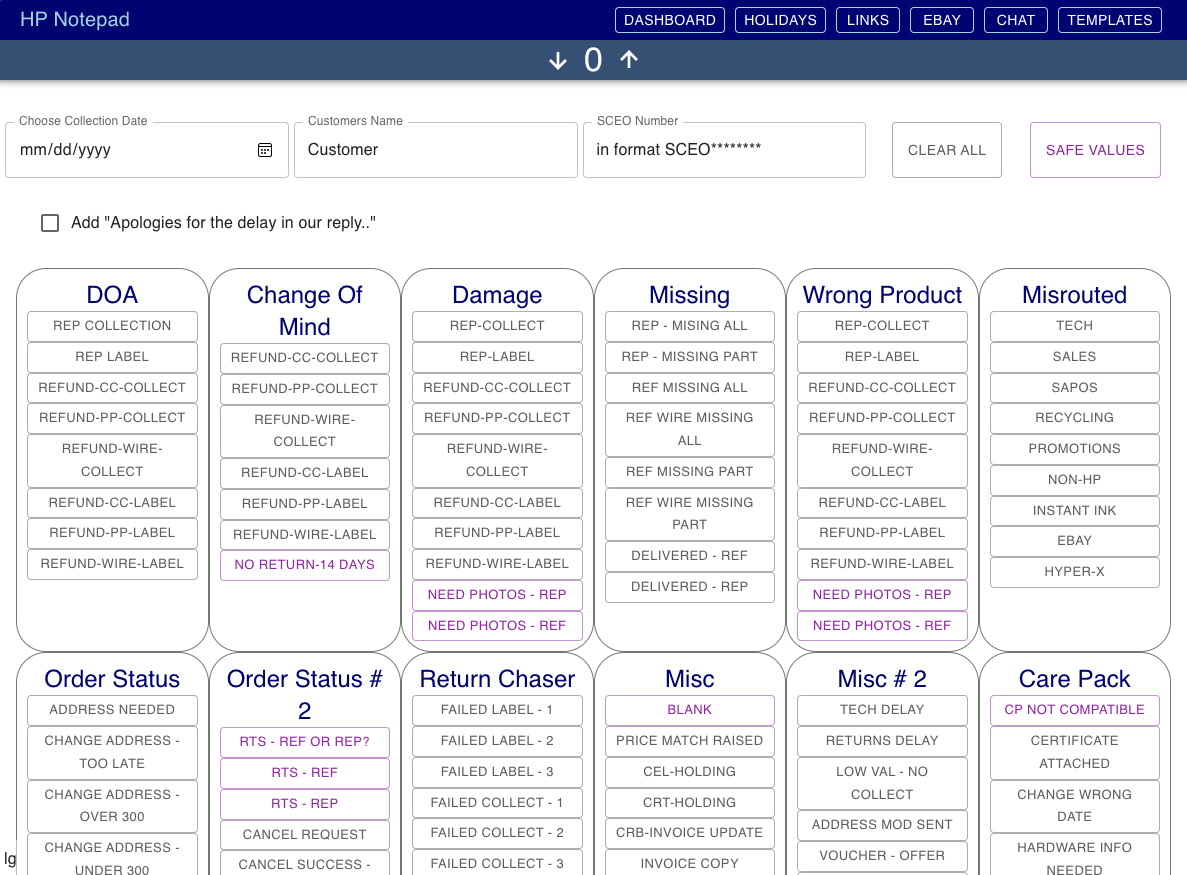 HP Notepad
DASHBOARD
HOLIDAYS
LINKS
EBAY
CHAT
TEMPLATES
0
Choose Collection Date
mm/dd/yyyy
Customers Name
Customer
SCEO Number
in format SCEO********
CLEAR ALL
SAFE VALUES
Add "Apologies for the delay in our reply.."
DOA
REP COLLECTION
REP LABEL
REFUND-CC-COLLECT
REFUND-PP-COLLECT
REFUND-WIRE-
COLLECT
REFUND-CC-LABEL
REFUND-PP-LABEL
REFUND-WIRE-LABEL
Change Of
Mind
REFUND-CC-COLLECT
REFUND-PP-COLLECT
REFUND-WIRE-
COLLECT
REFUND-CC-LABEL
REFUND-PP-LABEL
REFUND-WIRE-LABEL
NO RETURN-14 DAYS
Damage
REP-COLLECT
REP-LABEL
REFUND-CC-COLLECT
REFUND-PP-COLLECT
REFUND-WIRE-
COLLECT
REFUND-CC-LABEL
REFUND-PP-LABEL
REFUND-WIRE-LABEL
NEED PHOTOS - REP
NEED PHOTOS - REF
Missing
REP - MISING ALL
REP - MISSING PART
REF MISSING ALL
REF WIRE MISSING
ALL
REF MISSING PART
REF WIRE MISSING
PART
DELIVERED - REF
DELIVERED - REP
Wrong Product
REP-COLLECT
REP-LABEL
REFUND-CC-COLLECT
REFUND-PP-COLLECT
REFUND-WIRE-
COLLECT
REFUND-CC-LABEL
REFUND-PP-LABEL
REFUND-WIRE-LABEL
NEED PHOTOS - REP
NEED PHOTOS - REF
Misrouted
TECH
SALES
SAPOS
RECYCLING
PROMOTIONS
NON-HP
INSTANT INK
EBAY
HYPER-X
Order Status
ADDRESS NEEDED
CHANGE ADDRESS -
TOO LATE
CHANGE ADDRESS -
OVER 300
CHANGE ADDRESS -
UNDER 300
Order Status #
2
RTS - REF OR REP?
RTS - REF
RTS - REP
CANCEL REQUEST
CANCEL SUCCESS -
Return Chaser
FAILED LABEL - 1
FAILED LABEL - 2
FAILED LABEL - 3
FAILED COLLECT - 1
FAILED COLLECT - 2
FAILED COLLECT - 3
Misc
BLANK
PRICE MATCH RAISED
CEL-HOLDING
CRT-HOLDING
CRB-INVOICE UPDATE
INVOICE COPY
Misc # 2
TECH DELAY
RETURNS DELAY
LOW VAL - NO
COLLECT
ADDRESS MOD SENT
VOUCHER - OFFER
Care Pack
CP NOT COMPATIBLE
CERTIFICATE
ATTACHED
CHANGE WRONG
DATE
HARDWARE INFO
NEEDED